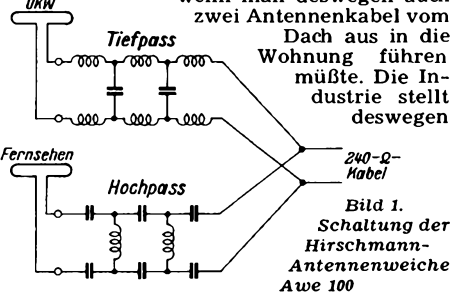 UKW
wenn man deswegen auch
zwei Antennenkabel vom
Dach aus in die
Wohnung führen
müßte. Die In-
dustrie stellt
deswegen
Tiefpass
Fernsehen
Hochpass
240-Ω-
Kabel
Bild 1.
Schaltung der
Hirschmann-
Antennenweiche
Awe 100